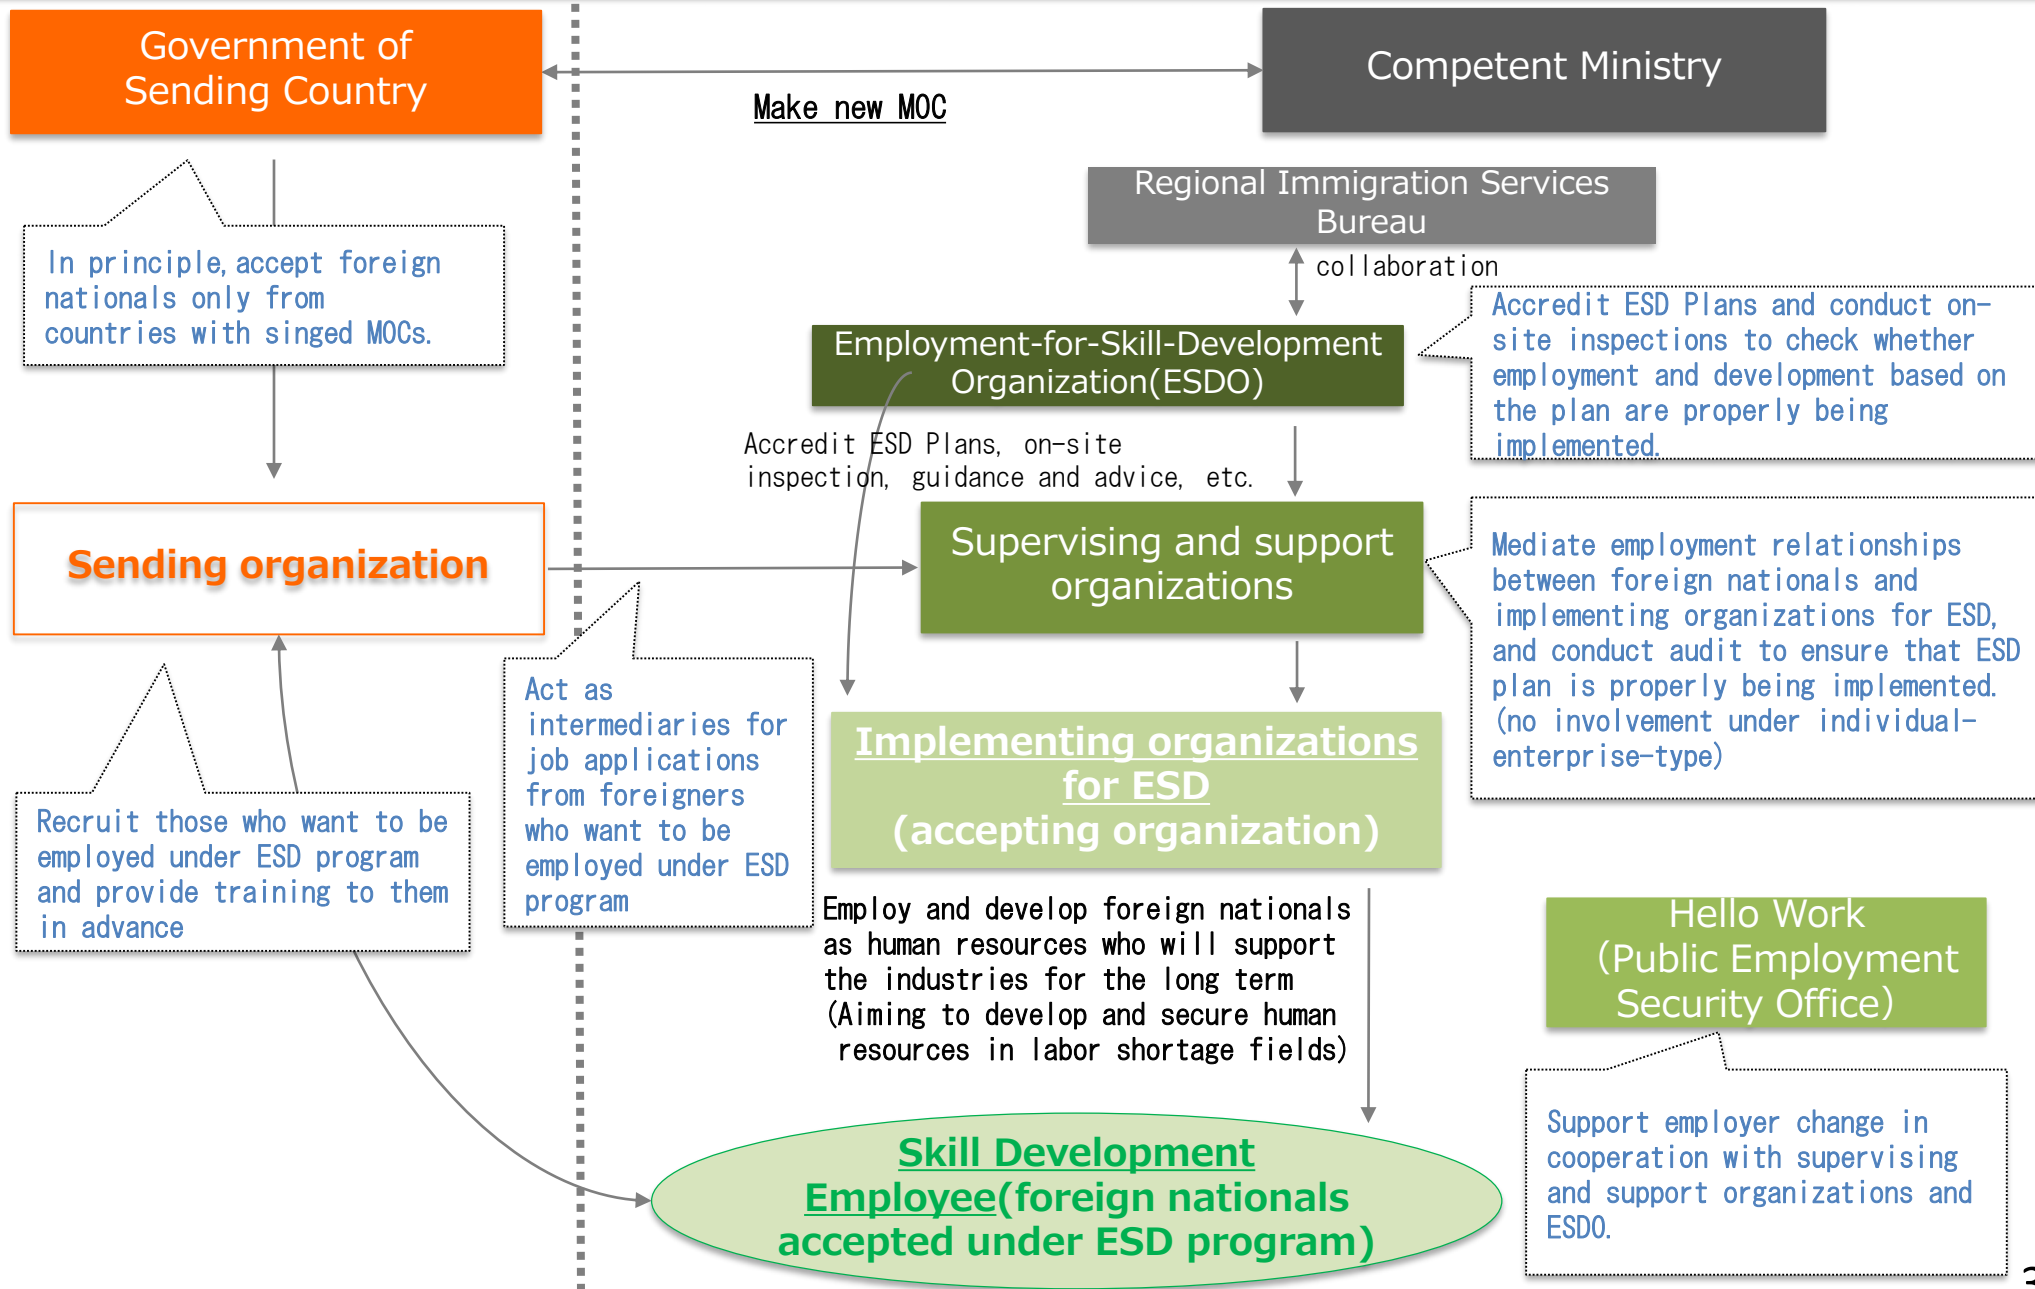 Government of
Sending Country
Competent Ministry
Make new MOC
Regional Immigration Services
Bureau
In principle, accept foreign
nationals only from
countries with singed MOCs.
collaboration
Employment-for-Skill-Development
Organization(ESDO)
Accredit ESD Plans and conduct on-
site inspections to check whether
employment and development based on
the plan are properly being
implemented.
Accredit ESD Plans, on-site
inspection, guidance and advice, etc.
Sending organization
Supervising and support
organizations
Mediate employment relationships
between foreign nationals and
implementing organizations for ESD,
and conduct audit to ensure that ESD
plan is properly being implemented.
(no involvement under individual-
enterprise-type)
Act as
intermediaries for
job applications
from foreigners
who want to be
employed under ESD
program
Implementing organizations
for ESD
(accepting organization)
Recruit those who want to be
employed under ESD program
and provide training to them
in advance
Employ and develop foreign nationals
as human resources who will support
the industries for the long term
(Aiming to develop and secure human
resources in labor shortage fields)
Hello Work
(Public Employment
Security Office)
Support employer change in
cooperation with supervising
and support organizations and
ESDO.
Skill Development
Employee(foreign nationals
accepted under ESD program)